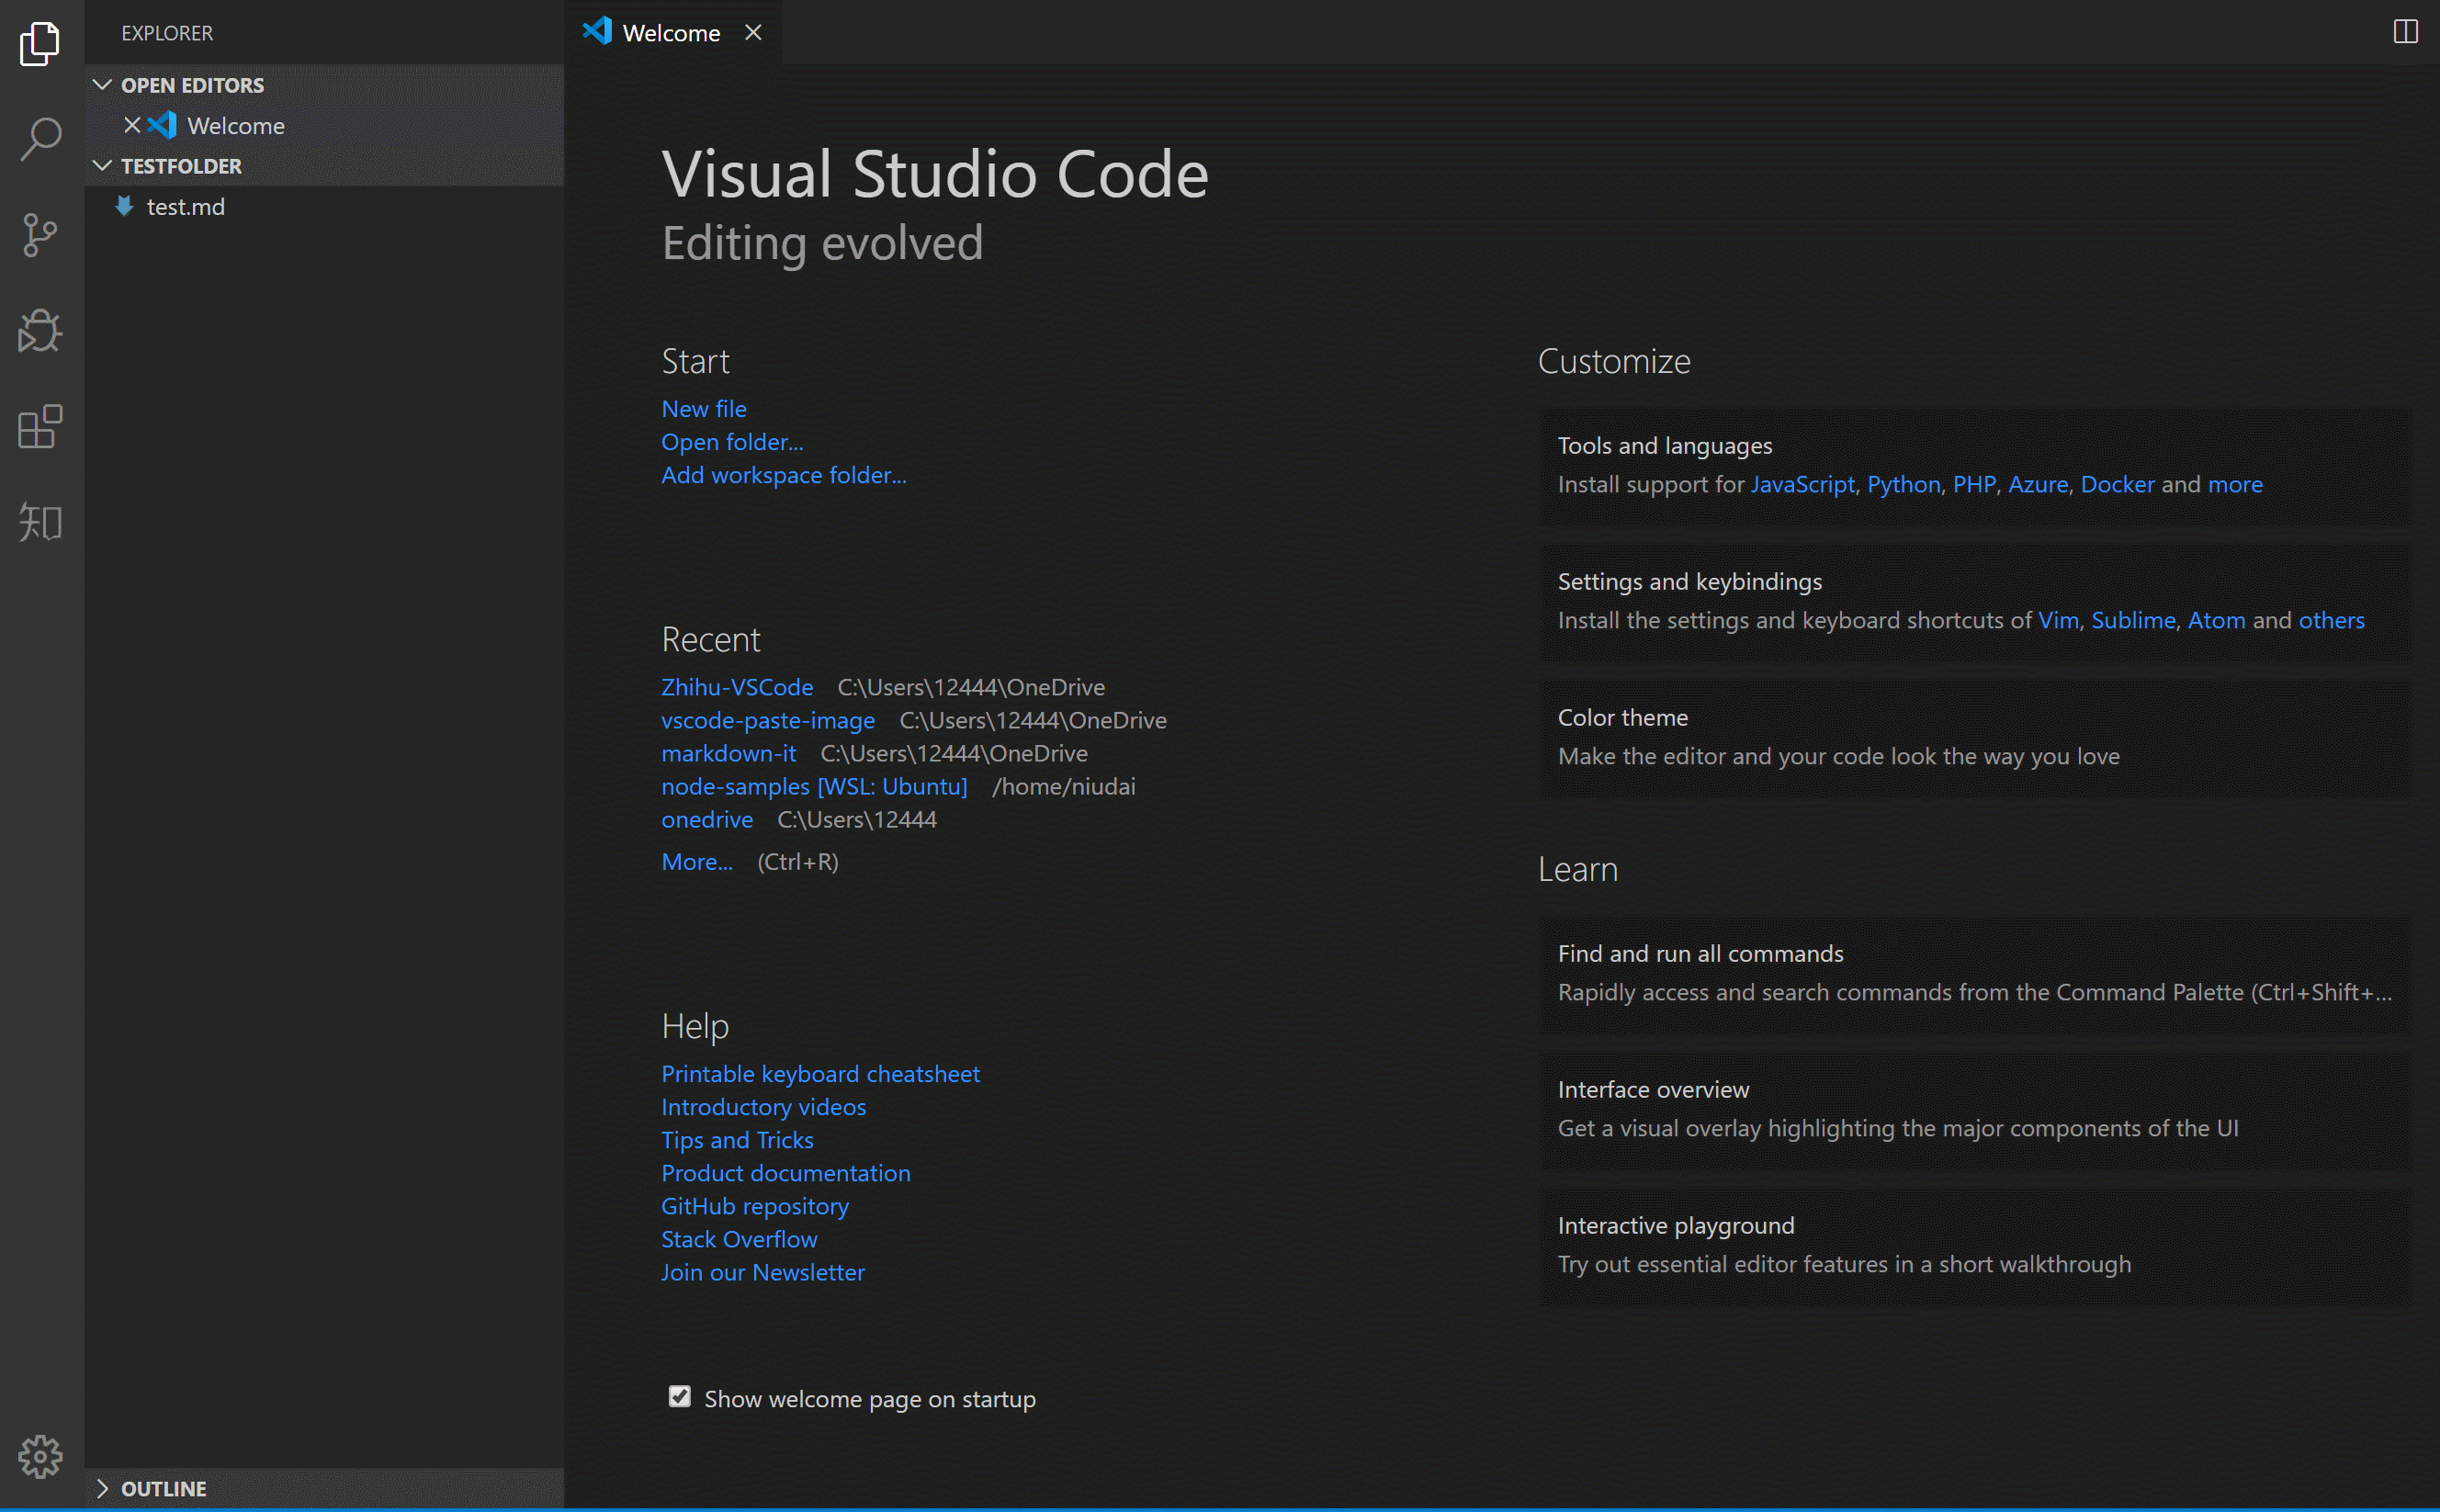 EXPLORER
OPEN EDITORS
Welcome
TESTFOLDER
test.md
知
OUTLINE
Welcome
Visual Studio Code
Editing evolved
Start
New file
Open folder...
Add workspace folder...
Recent
Zhihu-VSCode C:\Users\12444\OneDrive
vscode-paste-image C:\Users\12444\OneDrive
markdown-it C:\Users\12444\OneDrive
node-samples [WSL: Ubuntu] /home/niudai
onedrive C:\Users\12444
More... (Ctrl+R)
Help
Printable keyboard cheatsheet
Introductory videos
Tips and Tricks
Product documentation
GitHub repository
Stack Overflow
Join our Newsletter
Show welcome page on startup
Customize
Tools and languages
Install support for JavaScript, Python, PHP, Azure, Docker and more
Settings and keybindings
Install the settings and keyboard shortcuts of Vim, Sublime, Atom and others
Color theme
Make the editor and your code look the way you love
Learn
Find and run all commands
Rapidly access and search commands from the Command Palette (Ctrl+Shift+...
Interface overview
Get a visual overlay highlighting the major components of the UI
Interactive playground
Try out essential editor features in a short walkthrough